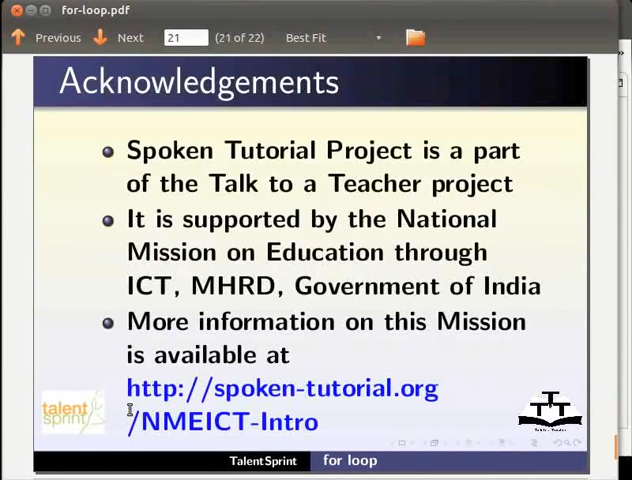 for-loop.pdf
Previous Next 21 (21 of 22) Best Fit
Acknowledgements
Spoken Tutorial Project is a part
of the Talk to a Teacher project
It is supported by the National
Mission on Education through
ICT, MHRD, Government of India
More information on this Mission
is available at
http://spoken-tutorial.org
/NMEICT-Intro
talent
sprint
TalentSprint for loop